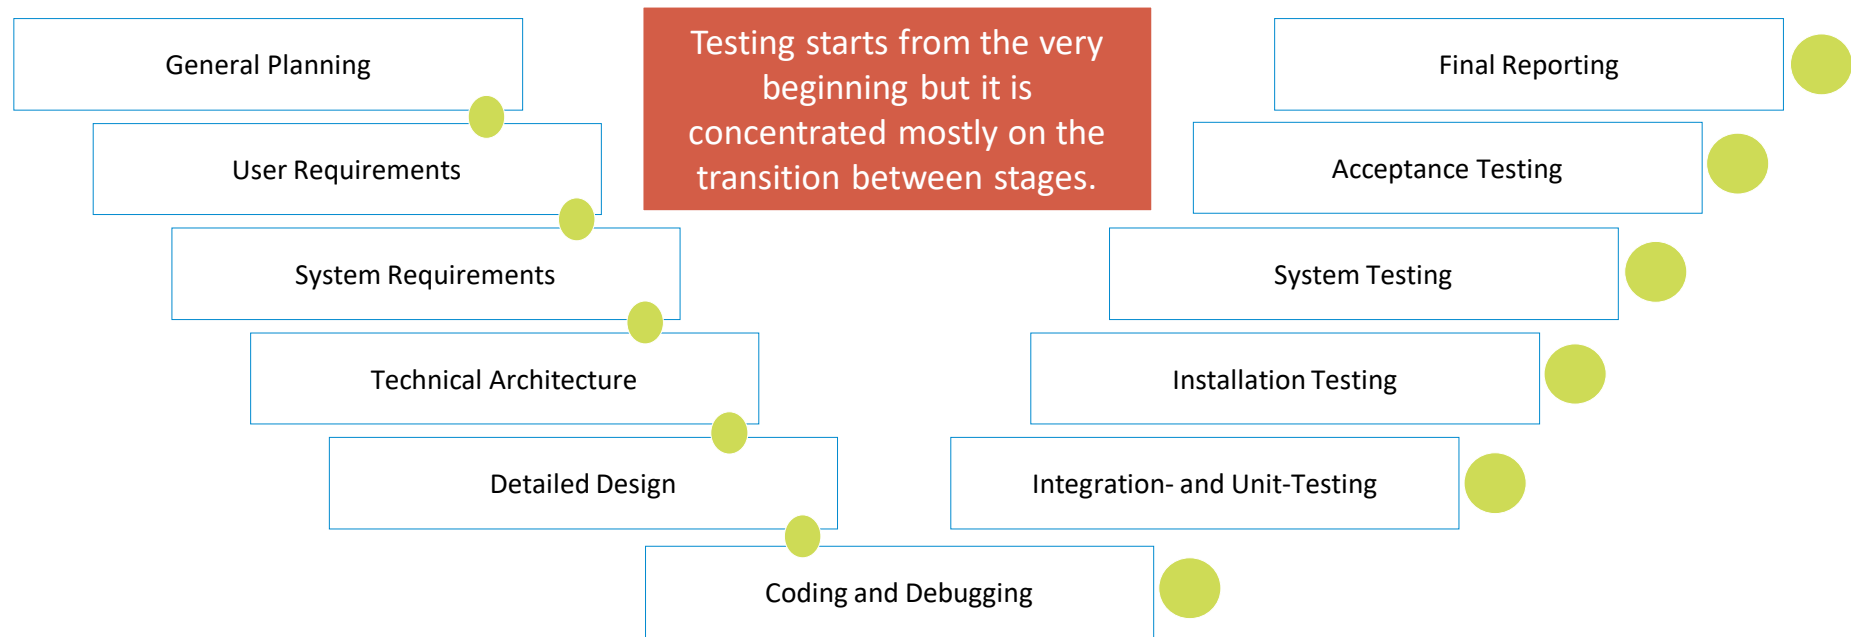 General Planning
User Requirements
System Requirements
Technical Architecture
Detailed Design
Coding and Debugging
Testing starts from the very
beginning but it is
concentrated mostly on the
transition between stages.
Final Reporting
Acceptance Testing
System Testing
Installation Testing
Integration- and Unit-Testing